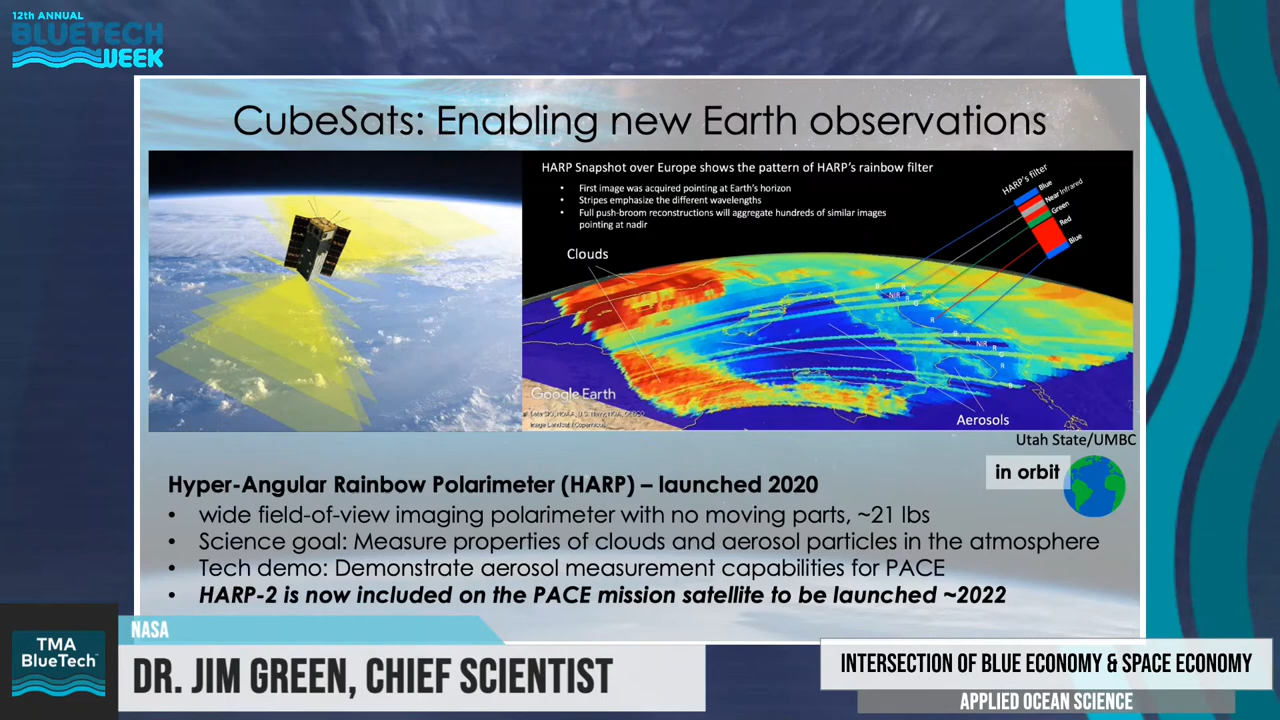 12th ANNUAL
BLUETECH
WEEK
CubeSats: Enabling new Earth observations
HARP Snapshot over Europe shows the pattern of HARP's rainbow filter
• First image was acquired pointing at Earth's horizon
• Stripes emphasize the different wavelengths
• Full push-broom reconstructions will aggregate hundreds of similar images
pointing at nadir
HARP's filter
Blue
Near Infrared
Green
Red
Blue
Clouds
Google Earth
Image Landsat / Copernicus
Aerosols
Utah State/UMBC
in orbit
Hyper-Angular Rainbow Polarimeter (HARP) – launched 2020
• wide field-of-view imaging polarimeter with no moving parts, ~21 lbs
• Science goal: Measure properties of clouds and aerosol particles in the atmosphere
• Tech demo: Demonstrate aerosol measurement capabilities for PACE
• HARP-2 is now included on the PACE mission satellite to be launched ~2022
TMA
BlueTech™
NASA
DR. JIM GREEN, CHIEF SCIENTIST
INTERSECTION OF BLUE ECONOMY & SPACE ECONOMY
APPLIED OCEAN SCIENCE